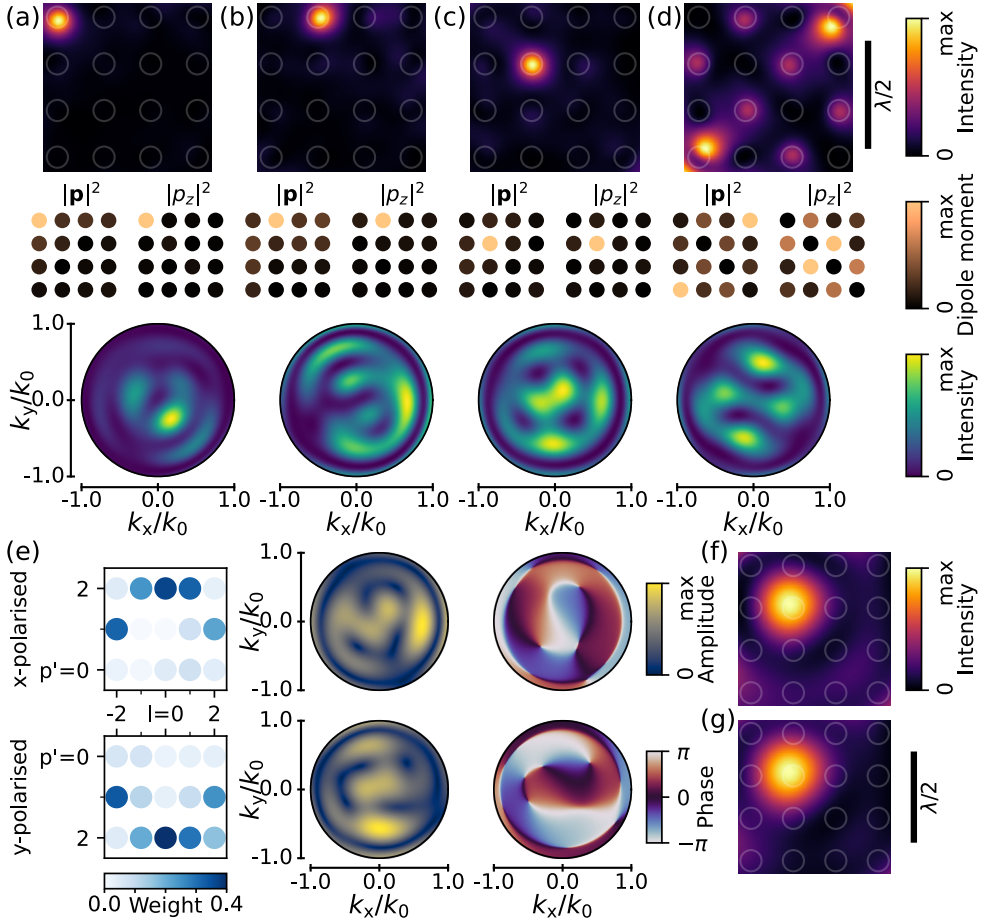 (a)
(b)
(c)
(d)
λ/2
0 Intensity max
|p|²
|p_z|²
|p|²
|p_z|²
|p|²
|p_z|²
|p|²
|p_z|²
0 Dipole moment max
k_y/k_0
1.0
0.0
-1.0
-1.0 0.0 1.0
k_x/k_0
-1.0 0.0 1.0
k_x/k_0
-1.0 0.0 1.0
k_x/k_0
-1.0 0.0 1.0
k_x/k_0
0 Intensity max
(e)
x-polarised
2
p'=0
-2 l=0 2
y-polarised
p'=0
2
0.0 Weight 0.4
k_y/k_0
1.0
0.0
-1.0
0 Amplitude max
k_y/k_0
1.0
0.0
-1.0
-1.0 0.0 1.0
k_x/k_0
-1.0 0.0 1.0
k_x/k_0
π
0
-π
Phase
(f)
0 Intensity max
(g)
λ/2